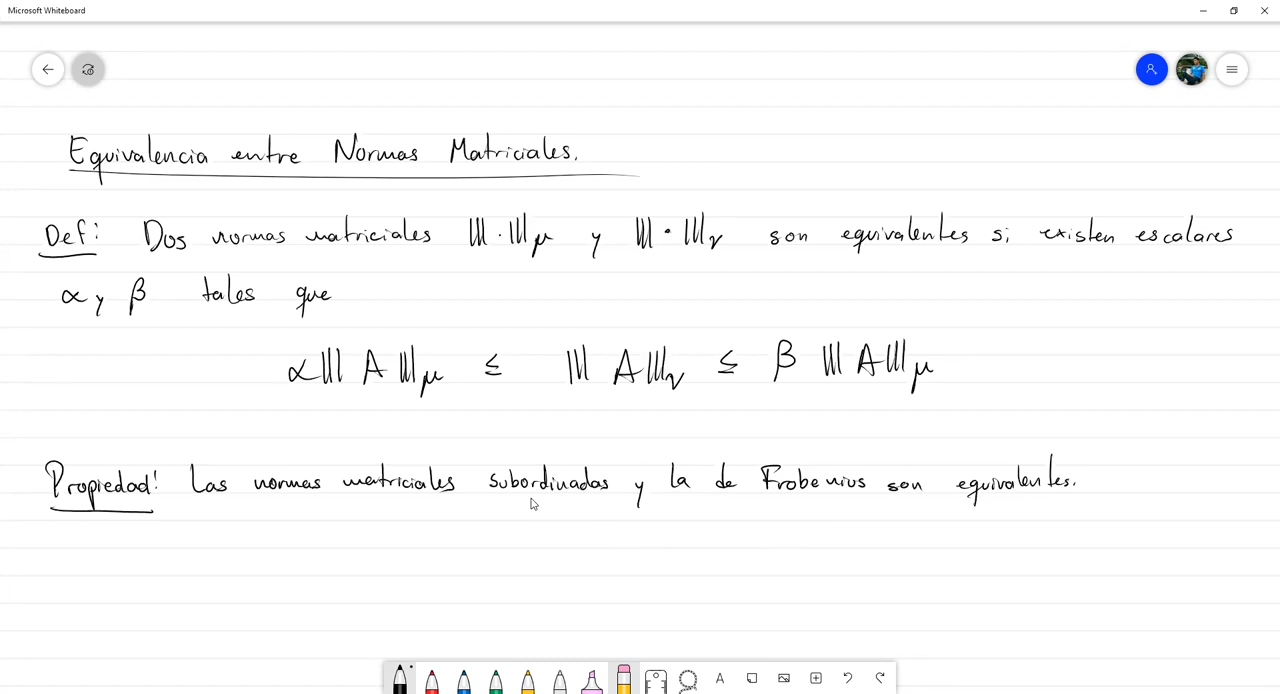 Microsoft Whiteboard
Equivalencia entre Normas Matriciales.
Def: Dos normas matriciales |||·|||μ y |||·|||ν son equivalentes si existen escalares
α y β tales que
α||| A |||μ ≤ ||| A |||ν ≤ β ||| A |||μ
Propiedad: Las normas matriciales subordinadas y la de Frobenius son equivalentes.
A